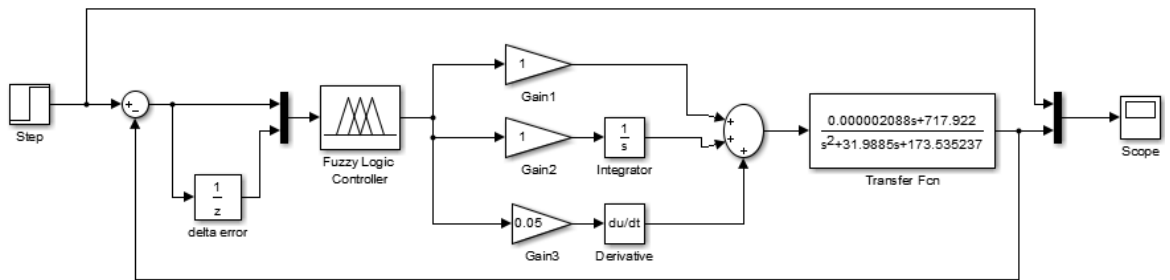 Step
+
−
1
z
delta error
Fuzzy Logic
Controller
1
Gain1
1
Gain2
1
s
Integrator
0.05
Gain3
du/dt
Derivative
+
+
+
0.000002088s+717.922
s2+31.9885s+173.535237
Transfer Fcn
Scope